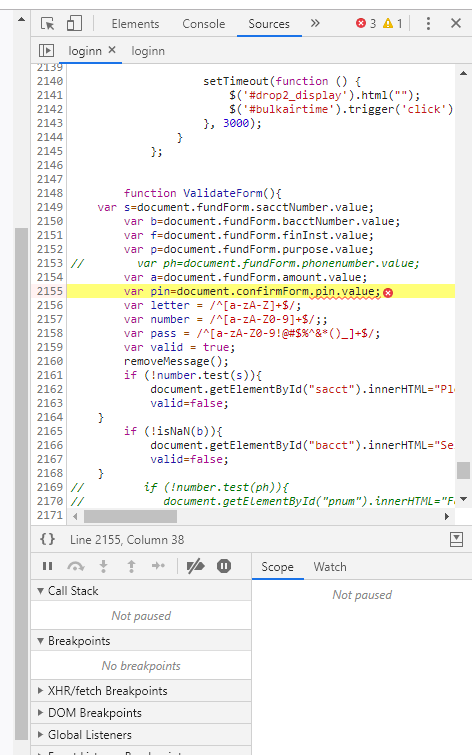 Elements Console Sources » 3 1
loginn × loginn
2139
2140 setTimeout(function () {
2141 $('#drop2_display').html("");
2142 $('#bulkairtime').trigger('click')
2143 }, 3000);
2144 }
2145 };
2146
2147
2148 function ValidateForm(){
2149 var s=document.fundForm.sacctNumber.value;
2150 var b=document.fundForm.bacctNumber.value;
2151 var f=document.fundForm.finInst.value;
2152 var p=document.fundForm.purpose.value;
2153 // var ph=document.fundForm.phonenumber.value;
2154 var a=document.fundForm.amount.value;
2155 var pin=document.confirmForm.pin.value;
2156 var letter = /^[a-zA-Z]+$/;
2157 var number = /^[a-zA-Z0-9]+$/;;
2158 var pass = /^[a-zA-Z0-9!@#$%^&*()_]+$/;
2159 var valid = true;
2160 removeMessage();
2161 if (!number.test(s)){
2162 document.getElementById("sacct").innerHTML="Ple
2163 valid=false;
2164 }
2165 if (!isNaN(b)){
2166 document.getElementById("bacct").innerHTML="Se
2167 valid=false;
2168 }
2169 // if (!number.test(ph)){
2170 // document.getElementById("pnum").innerHTML="F
2171
{} Line 2155, Column 38
Scope Watch
Call Stack
Not paused
Not paused
Breakpoints
No breakpoints
XHR/fetch Breakpoints
DOM Breakpoints
Global Listeners